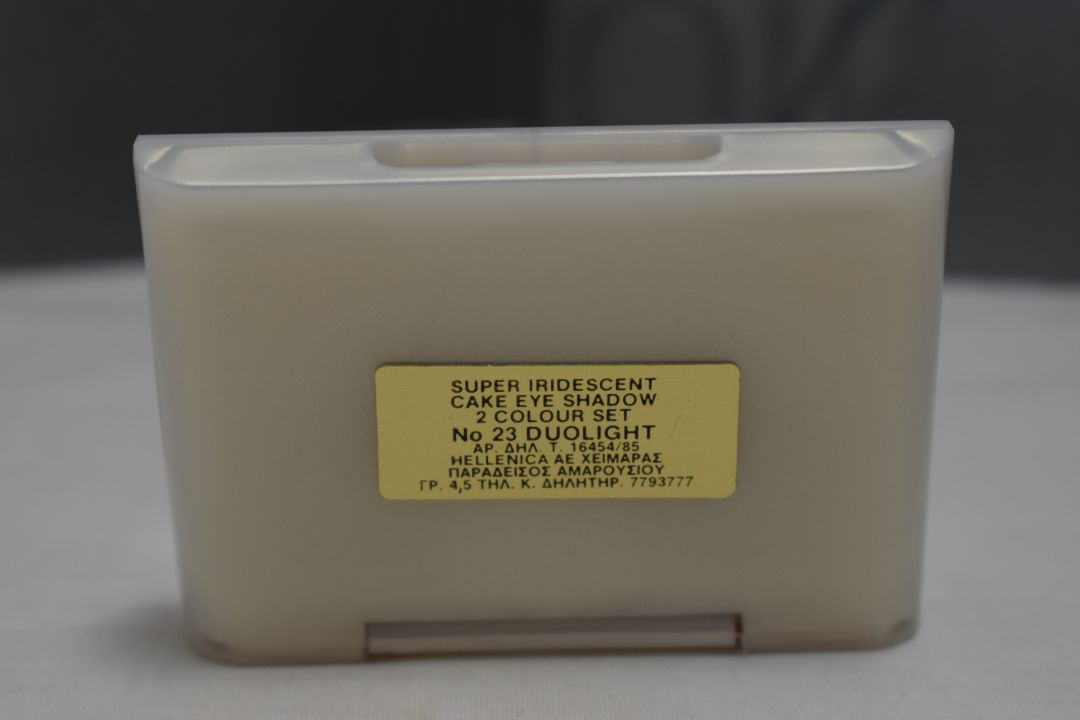 SUPER IRIDESCENT
CAKE EYE SHADOW
2 COLOUR SET
No 23 DUOLIGHT
ΑΡ. ΔΗΛ. Τ. 16454/85
HELLENICA AE ΧΕΙΜΑΡΑΣ
ΠΑΡΑΔΕΙΣΟΣ ΑΜΑΡΟΥΣΙΟΥ
ΓΡ. 4,5 ΤΗΛ. Κ. ΔΗΛΗΤΗΡ. 7793777